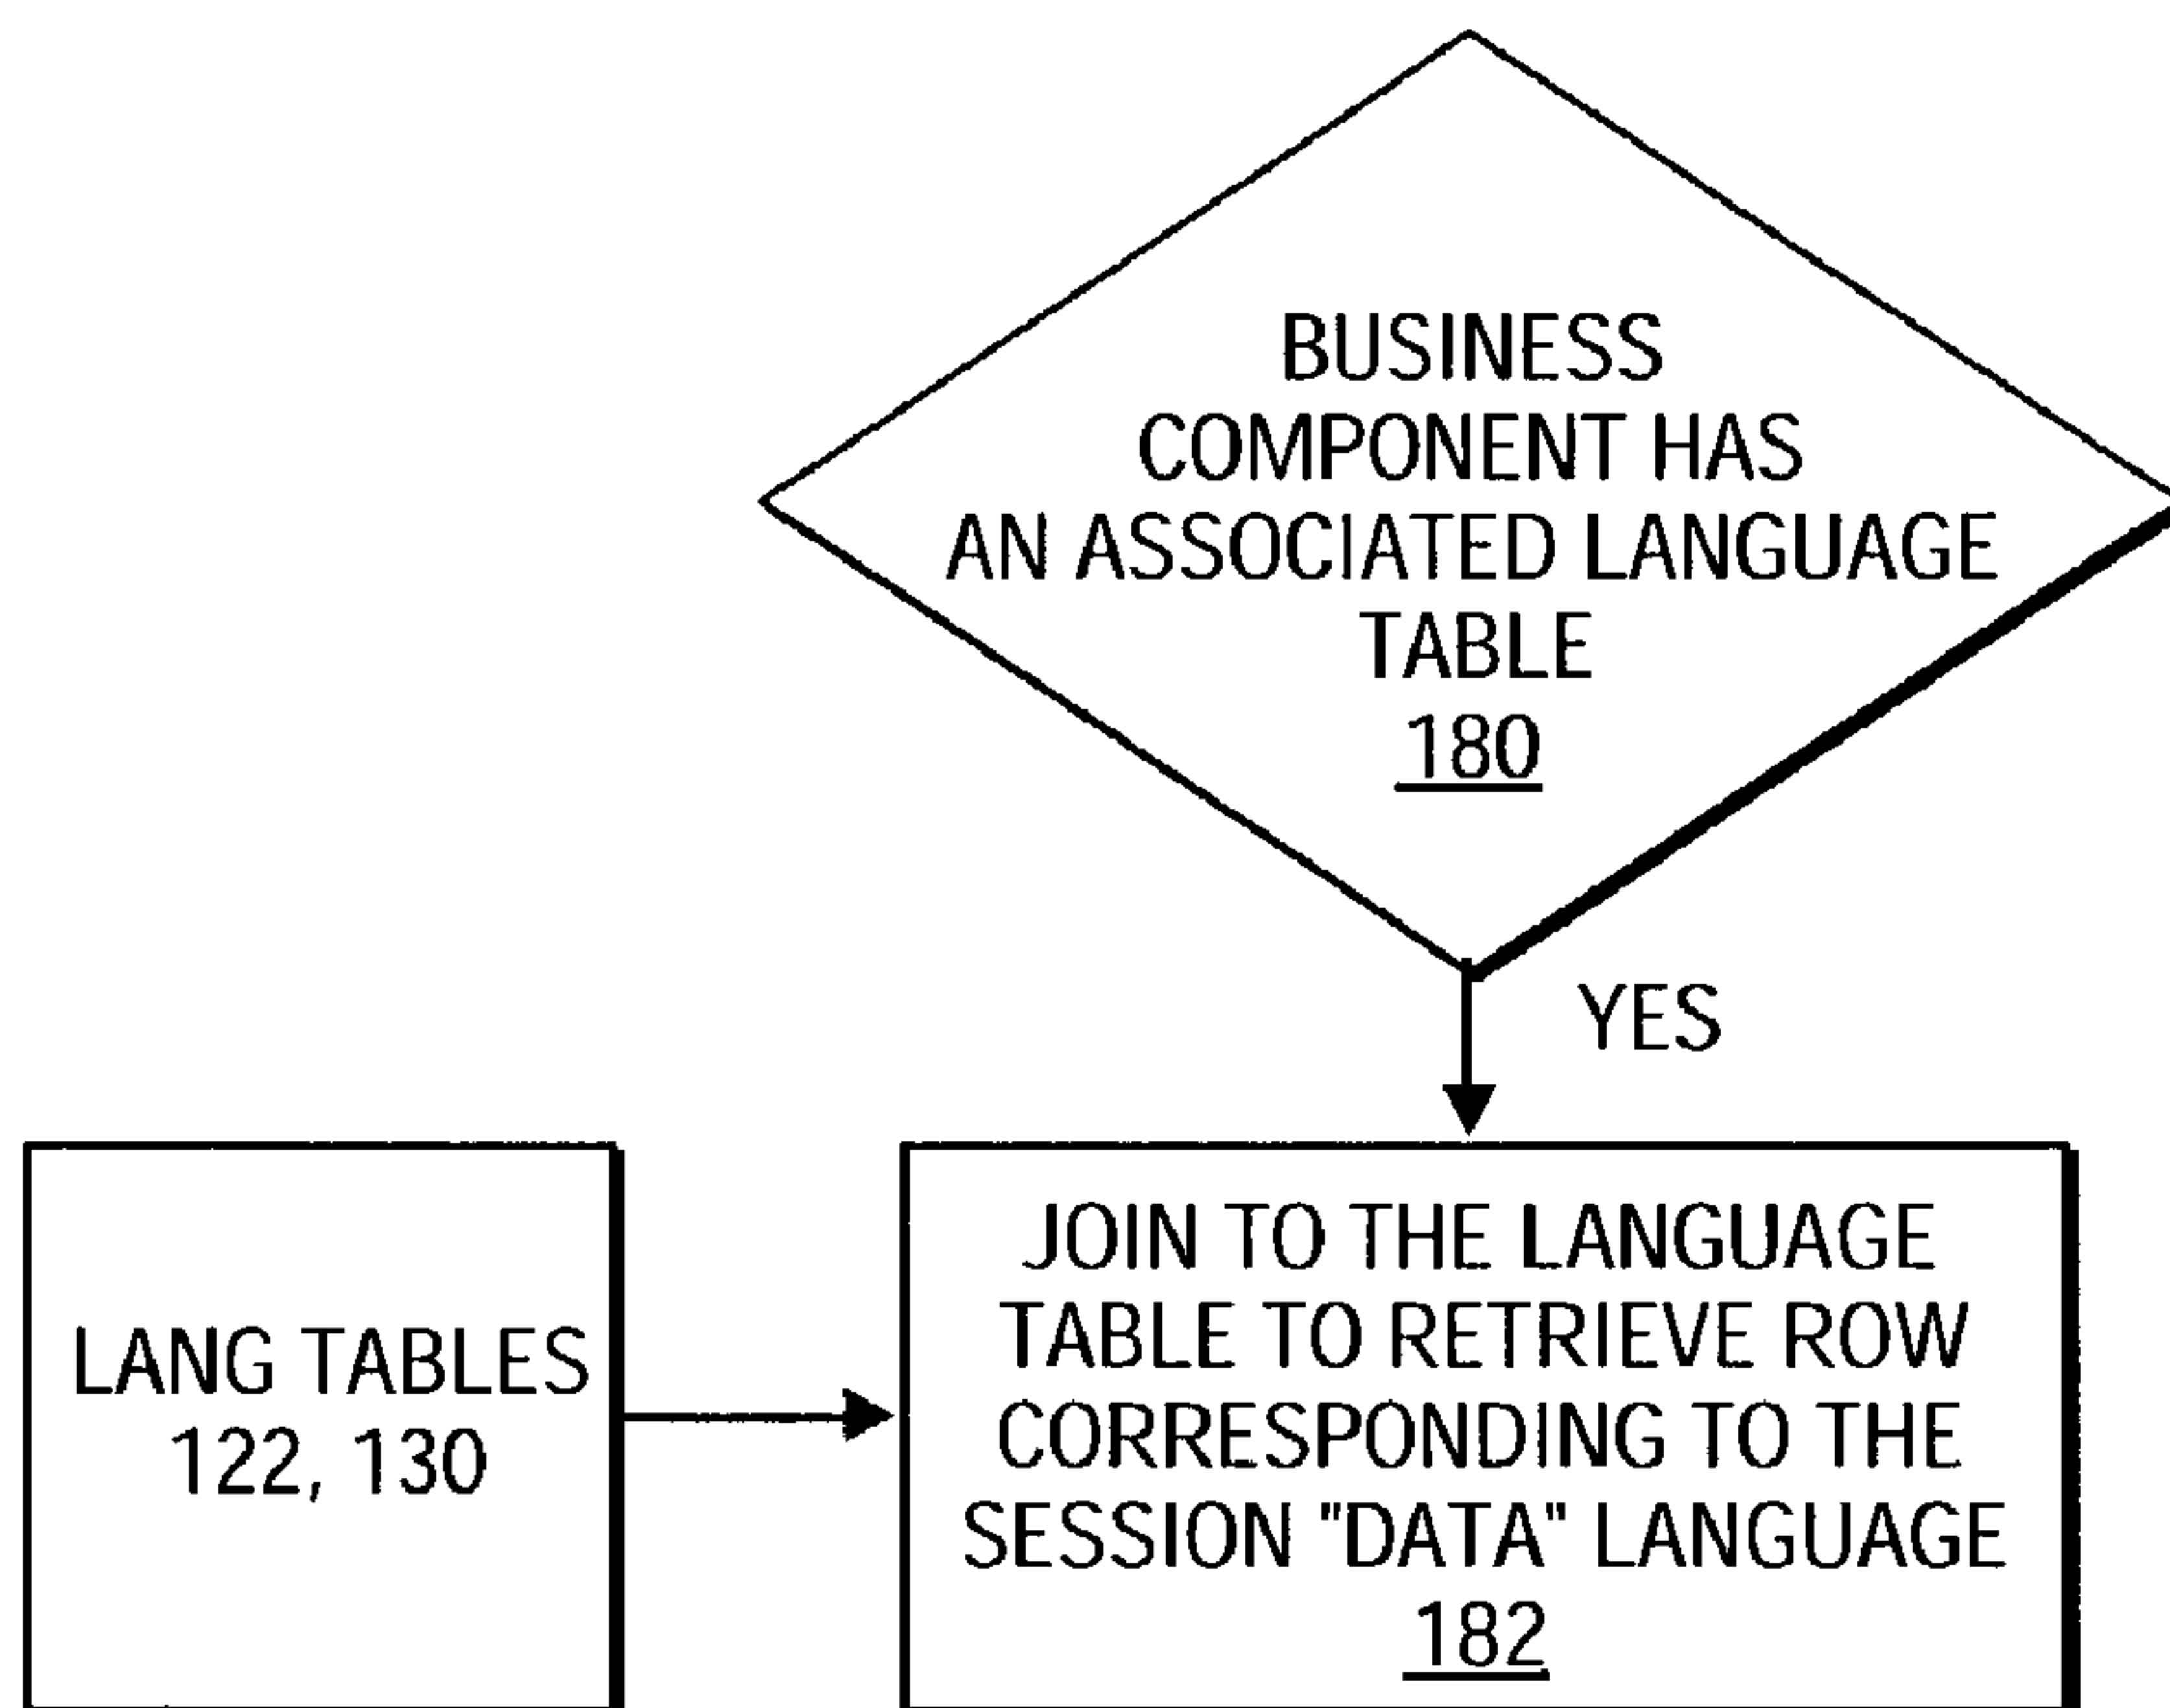 BUSINESS
COMPONENT HAS
AN ASSOCIATED LANGUAGE
TABLE
180
YES
LANG TABLES
122, 130
JOIN TO THE LANGUAGE
TABLE TO RETRIEVE ROW
CORRESPONDING TO THE
SESSION "DATA" LANGUAGE
182